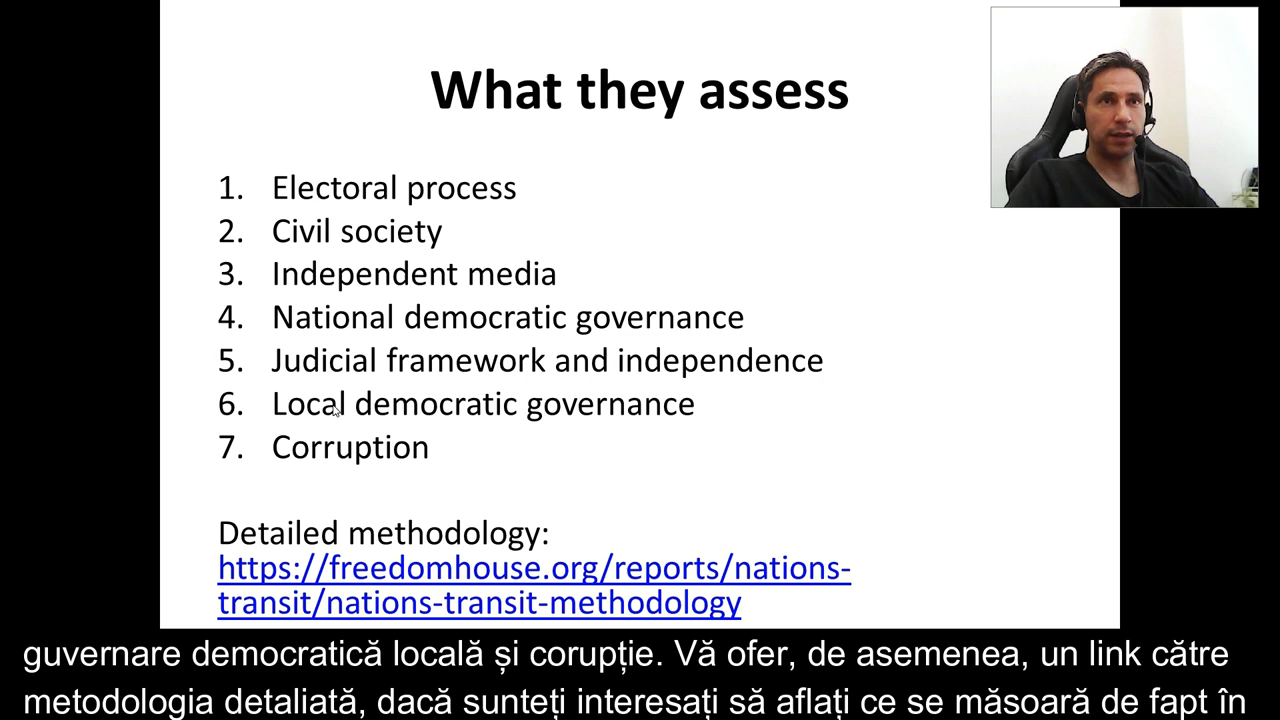 What they assess
1. Electoral process
2. Civil society
3. Independent media
4. National democratic governance
5. Judicial framework and independence
6. Local democratic governance
7. Corruption
Detailed methodology:
https://freedomhouse.org/reports/nations-
transit/nations-transit-methodology
guvernare democratică locală și corupție. Vă ofer, de asemenea, un link către
metodologia detaliată, dacă sunteți interesați să aflați ce se măsoară de fapt în